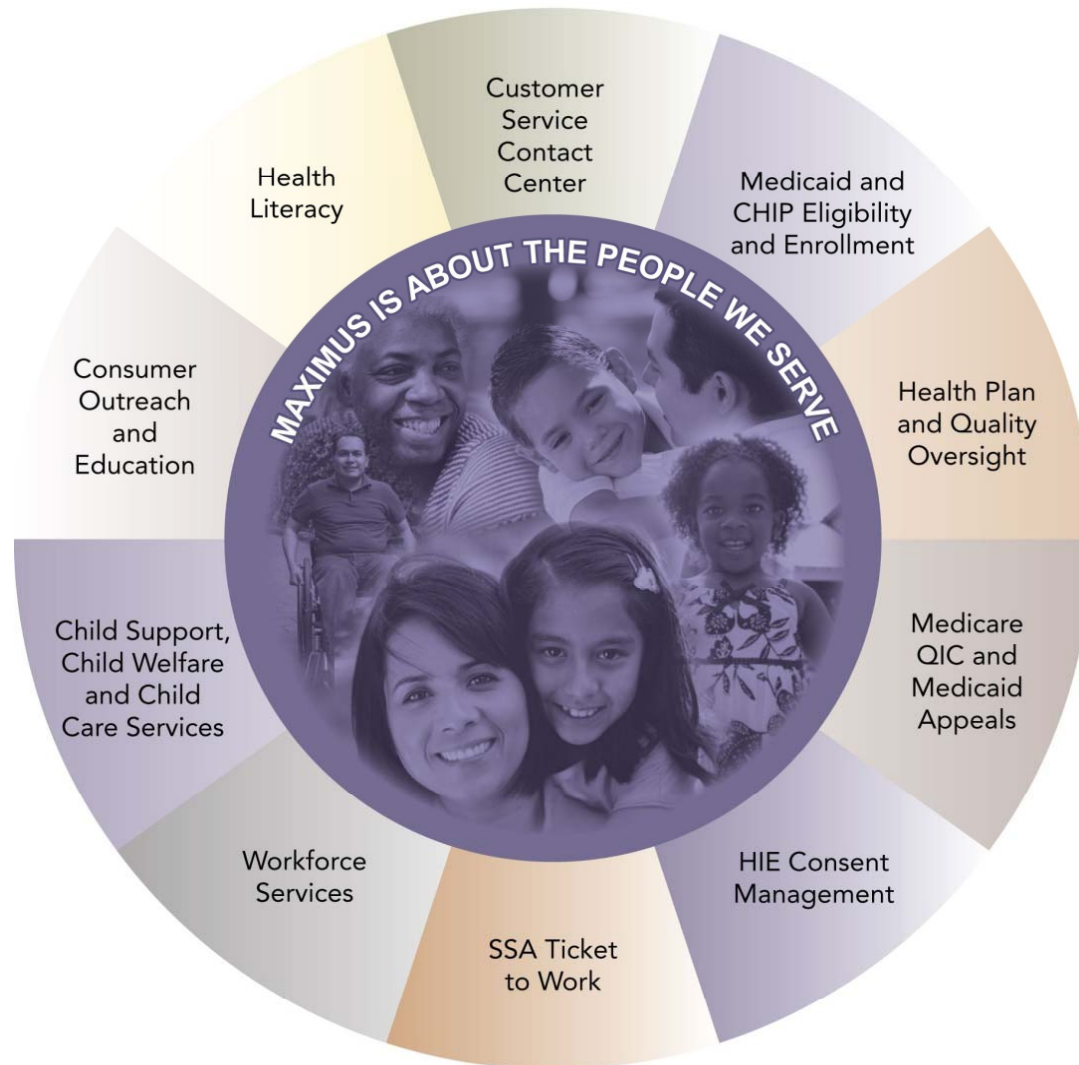 Customer
Service
Contact
Center
Medicaid and
CHIP Eligibility
and Enrollment
Health Plan
and Quality
Oversight
Medicare
QIC and
Medicaid
Appeals
HIE Consent
Management
SSA Ticket
to Work
Workforce
Services
Child Support,
Child Welfare
and Child
Care Services
Consumer
Outreach
and
Education
Health
Literacy
MAXIMUS IS ABOUT THE PEOPLE WE SERVE